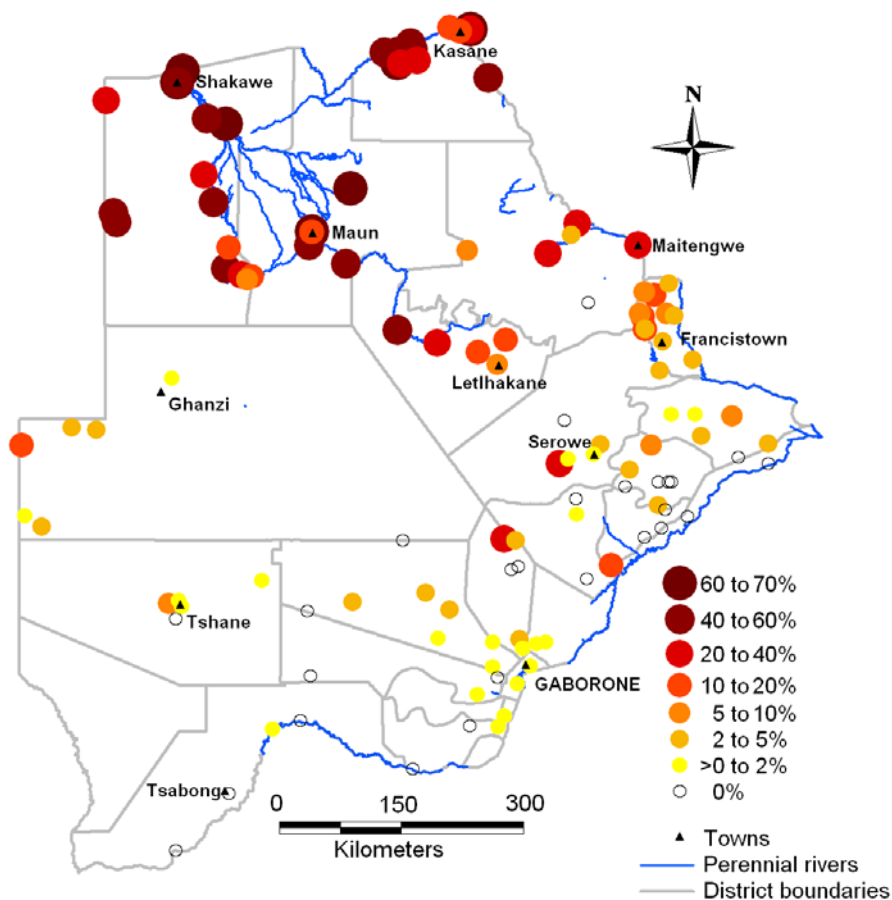 Kasane
Shakawe
N
Maun
Maitengwe
Francistown
Letlhakane
Ghanzi
Serowe
60 to 70%
40 to 60%
20 to 40%
10 to 20%
5 to 10%
2 to 5%
>0 to 2%
0%
Tshane
GABORONE
Tsabong
0 150 300
Kilometers
Towns
Perennial rivers
District boundaries